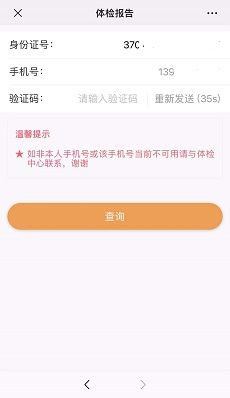 体检报告
身份证号：370
手机号：139
验证码：请输入验证码 重新发送 (35s)
温馨提示
★ 如非本人手机号或该手机号当前不可用请与体检
中心联系，谢谢
查询